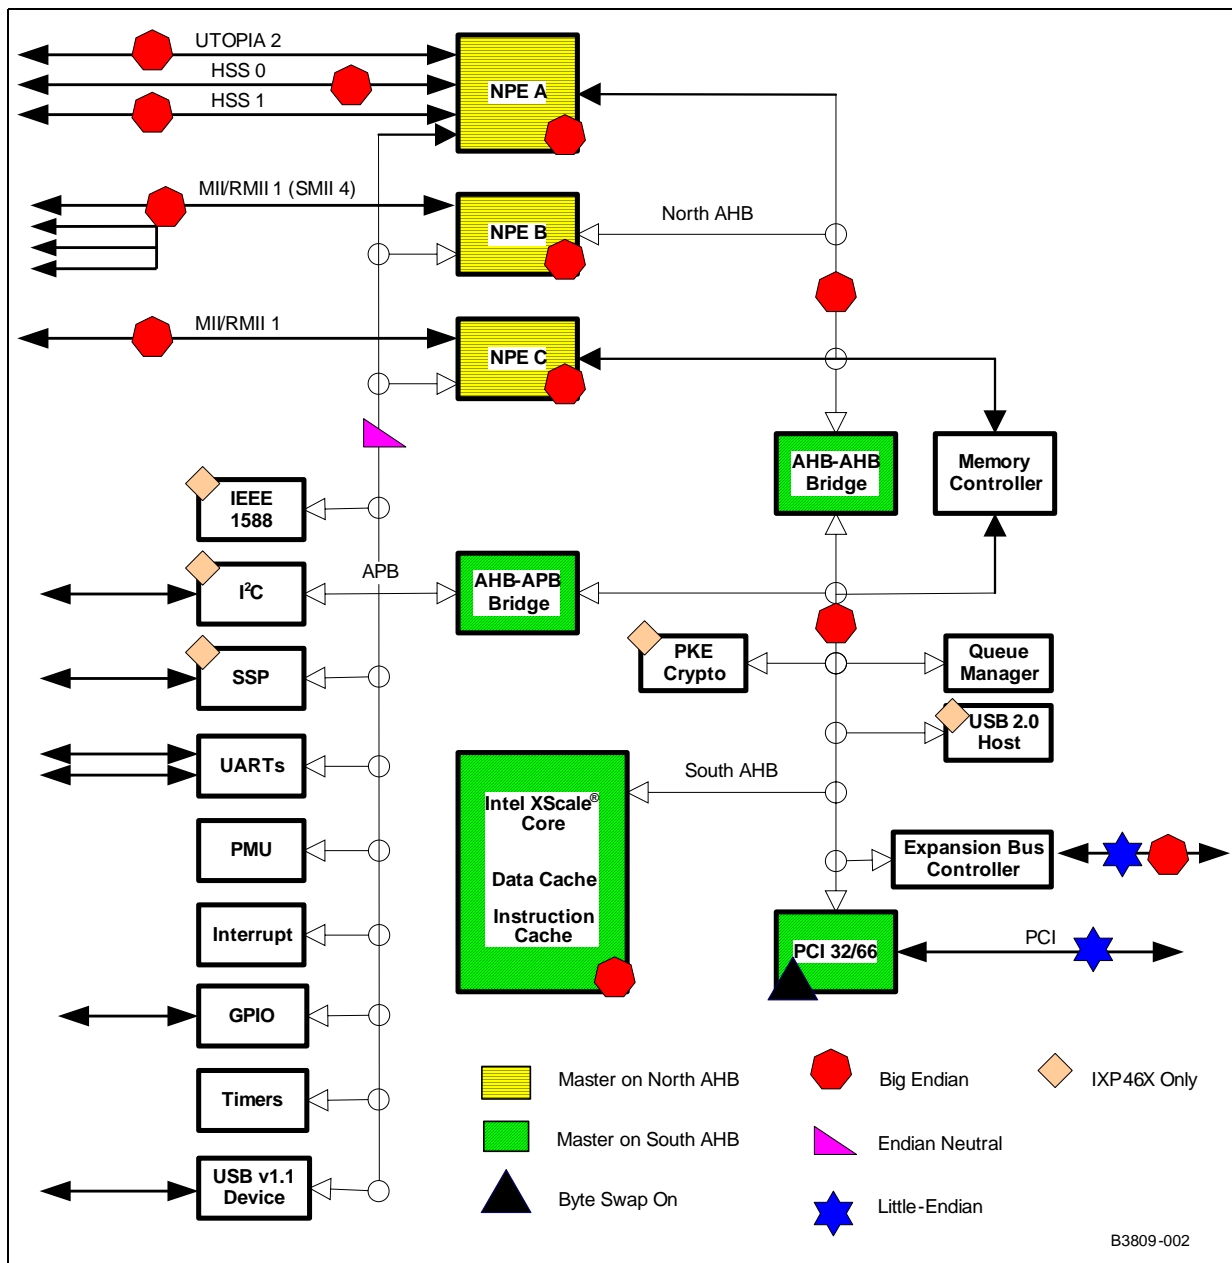 UTOPIA 2
HSS 0
HSS 1
NPE A
MII/RMII 1 (SMII 4)
NPE B
North AHB
MII/RMII 1
NPE C
AHB-AHB
Bridge
Memory
Controller
IEEE
1588
I²C
APB
AHB-APB
Bridge
PKE
Crypto
Queue
Manager
SSP
USB 2.0
Host
UARTs
South AHB
Intel XScale®
Core
Data Cache
Instruction
Cache
PMU
Expansion Bus
Controller
Interrupt
PCI 32/66
PCI
GPIO
Timers
USB v1.1
Device
Master on North AHB
Big Endian
IXP46X Only
Master on South AHB
Endian Neutral
Byte Swap On
Little-Endian
B3809-002